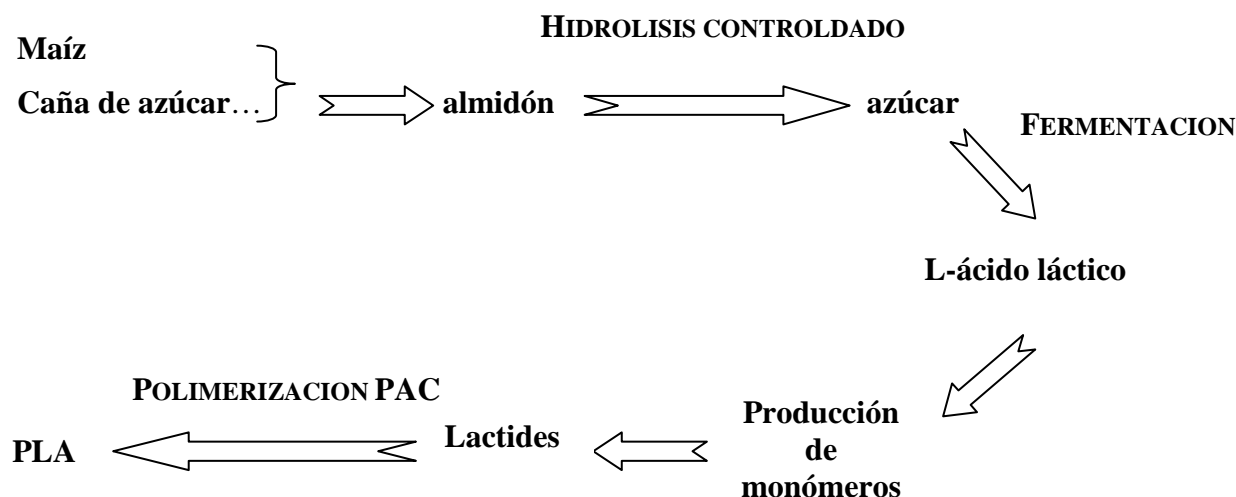 HIDROLISIS CONTROLDADO
Maíz
Caña de azúcar…
almidón
azúcar
FERMENTACION
L-ácido láctico
Producción
de
monómeros
Lactides
POLIMERIZACION PAC
PLA